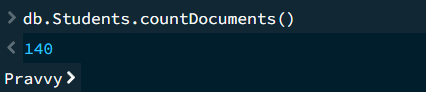 > db.Students.countDocuments()
< 140
Pravvy >